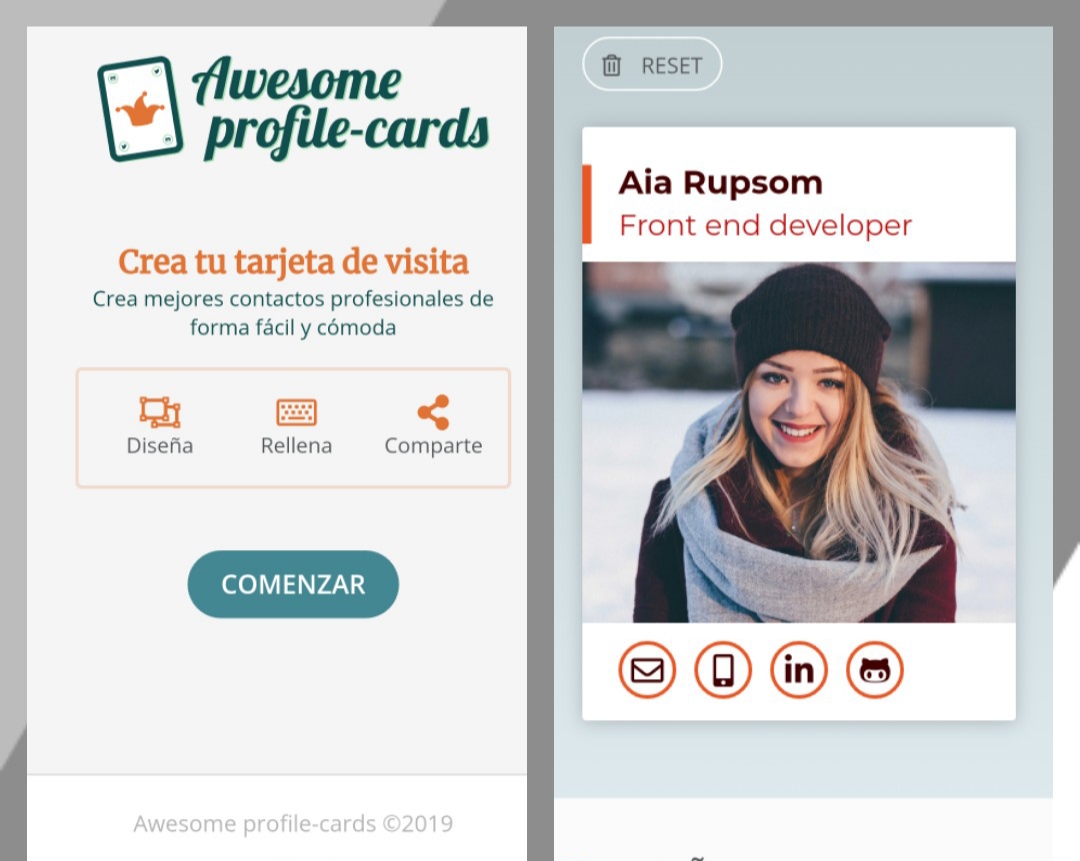 Awesome
profile-cards
Crea tu tarjeta de visita
Crea mejores contactos profesionales de
forma fácil y cómoda
Diseña
Rellena
Comparte
COMENZAR
Awesome profile-cards ©2019
RESET
Aia Rupsom
Front end developer
in